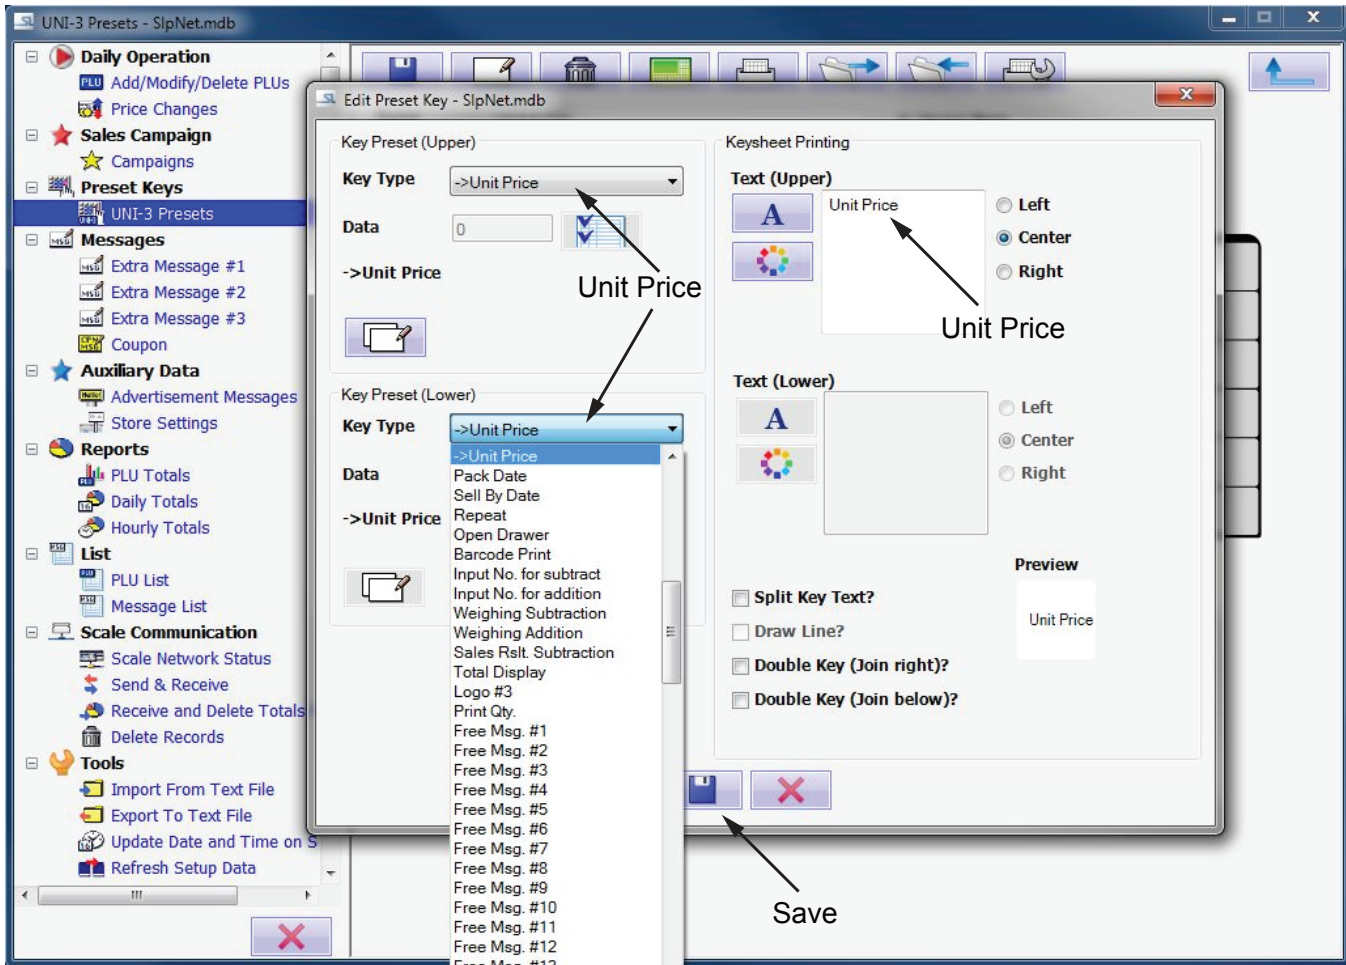 UNI-3 Presets - SlpNet.mdb
Daily Operation
PLU Add/Modify/Delete PLUs
Price Changes
Sales Campaign
Campaigns
Preset Keys
UNI-3 Presets
Messages
Extra Message #1
Extra Message #2
Extra Message #3
Coupon
Auxiliary Data
Advertisement Messages
Store Settings
Reports
PLU Totals
Daily Totals
Hourly Totals
List
PLU List
Message List
Scale Communication
Scale Network Status
Send & Receive
Receive and Delete Totals
Delete Records
Tools
Import From Text File
Export To Text File
Update Date and Time on S
Refresh Setup Data
Edit Preset Key - SlpNet.mdb
Key Preset (Upper)
Key Type
->Unit Price
Data
0
->Unit Price
Unit Price
Key Preset (Lower)
Key Type
->Unit Price
Data
->Unit Price
->Unit Price
Pack Date
Sell By Date
Repeat
Open Drawer
Barcode Print
Input No. for subtract
Input No. for addition
Weighing Subtraction
Weighing Addition
Sales Rslt. Subtraction
Total Display
Logo #3
Print Qty.
Free Msg. #1
Free Msg. #2
Free Msg. #3
Free Msg. #4
Free Msg. #5
Free Msg. #6
Free Msg. #7
Free Msg. #8
Free Msg. #9
Free Msg. #10
Free Msg. #11
Free Msg. #12
Free Msg. #13
Keysheet Printing
Text (Upper)
A
Unit Price
Left
Center
Right
Unit Price
Text (Lower)
A
Left
Center
Right
Preview
Unit Price
Split Key Text?
Draw Line?
Double Key (Join right)?
Double Key (Join below)?
Save